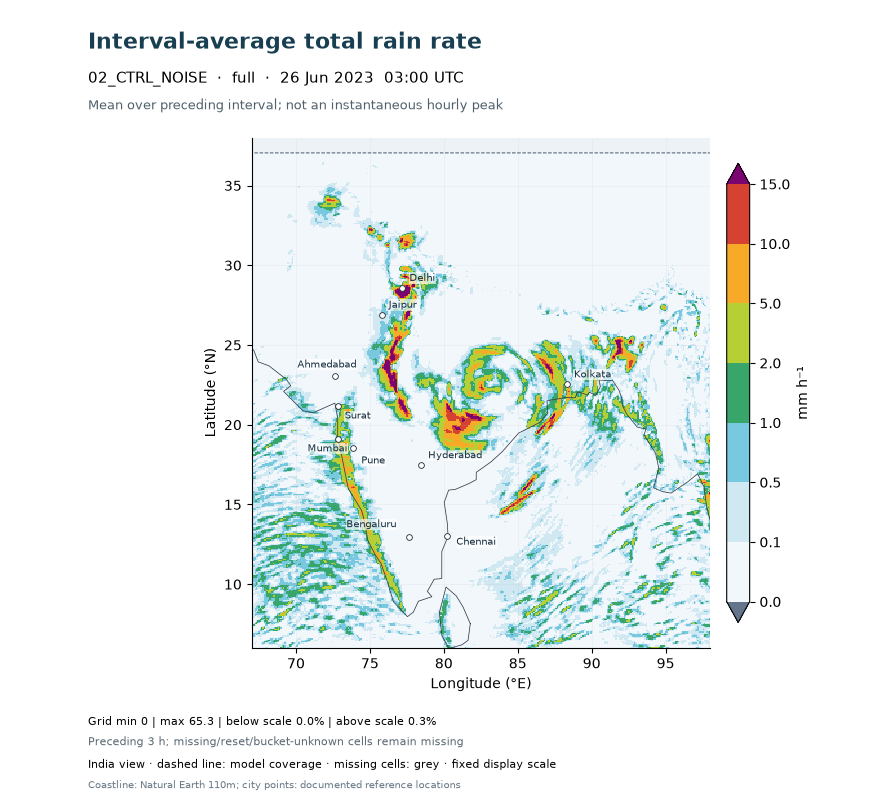 Interval-average total rain rate
02_CTRL_NOISE · full · 26 Jun 2023 03:00 UTC
Mean over preceding interval; not an instantaneous hourly peak
35
30
25
20
15
10
Latitude (°N)
70
75
80
85
90
95
Longitude (°E)
Delhi
Jaipur
Ahmedabad
Kolkata
Surat
Mumbai
Pune
Hyderabad
Bengaluru
Chennai
15.0
10.0
5.0
2.0
1.0
0.5
0.1
0.0
mm h⁻¹
Grid min 0 | max 65.3 | below scale 0.0% | above scale 0.3%
Preceding 3 h; missing/reset/bucket-unknown cells remain missing
India view · dashed line: model coverage · missing cells: grey · fixed display scale
Coastline: Natural Earth 110m; city points: documented reference locations